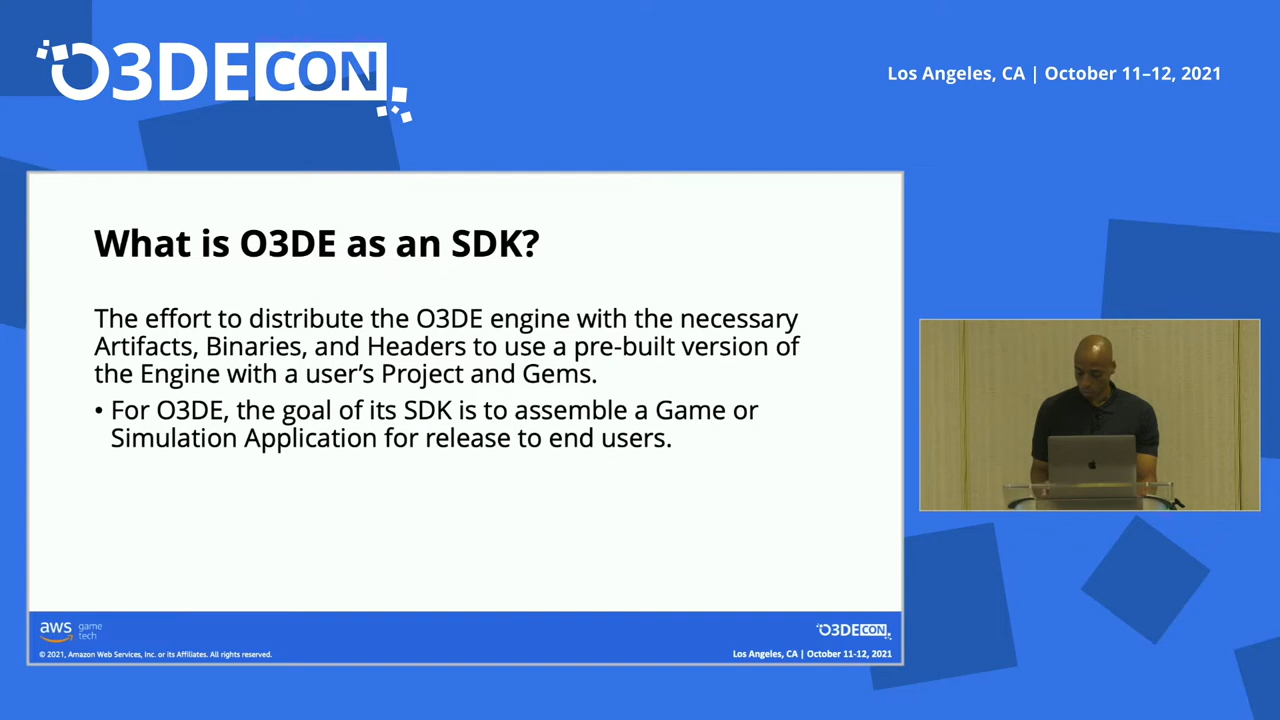 O3DECON
Los Angeles, CA | October 11–12, 2021
What is O3DE as an SDK?
The effort to distribute the O3DE engine with the necessary
Artifacts, Binaries, and Headers to use a pre-built version of
the Engine with a user’s Project and Gems.
• For O3DE, the goal of its SDK is to assemble a Game or
Simulation Application for release to end users.
aws game
tech
O3DECON
© 2021, Amazon Web Services, Inc. or its Affiliates. All rights reserved.
Los Angeles, CA | October 11-12, 2021